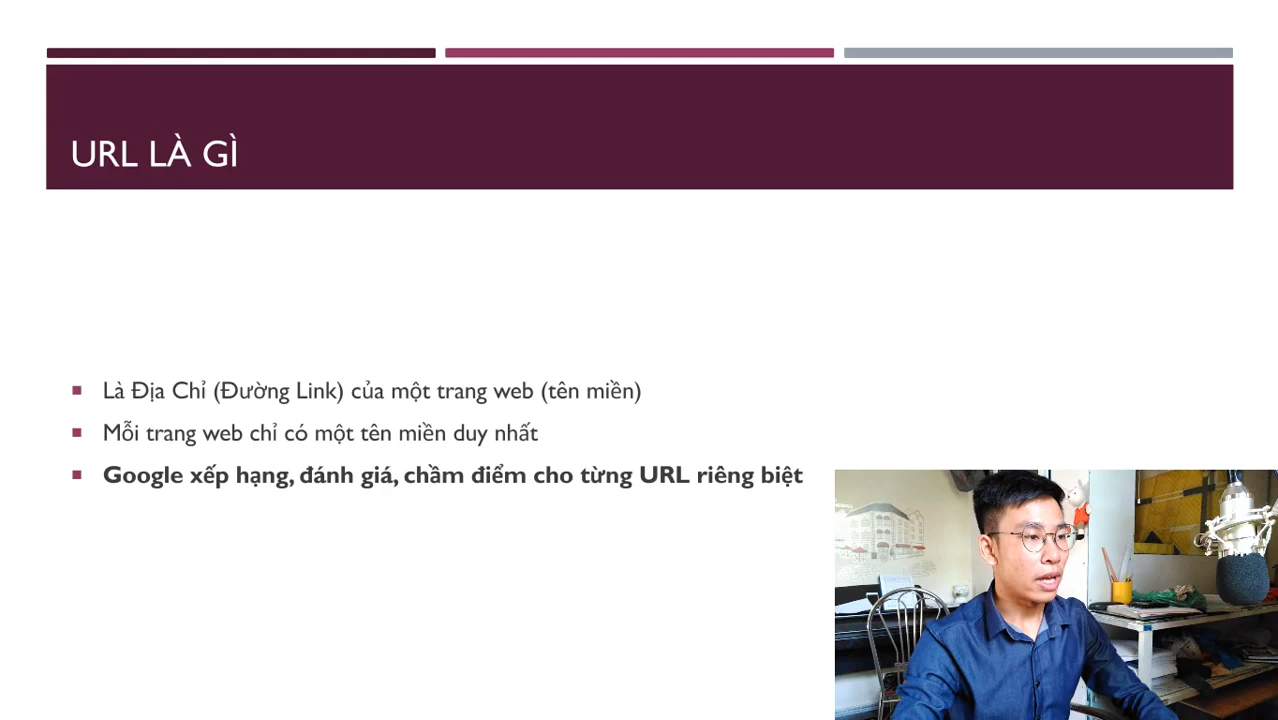 URL LÀ GÌ
Là Địa Chỉ (Đường Link) của một trang web (tên miền)
Mỗi trang web chỉ có một tên miền duy nhất
Google xếp hạng, đánh giá, chầm điểm cho từng URL riêng biệt